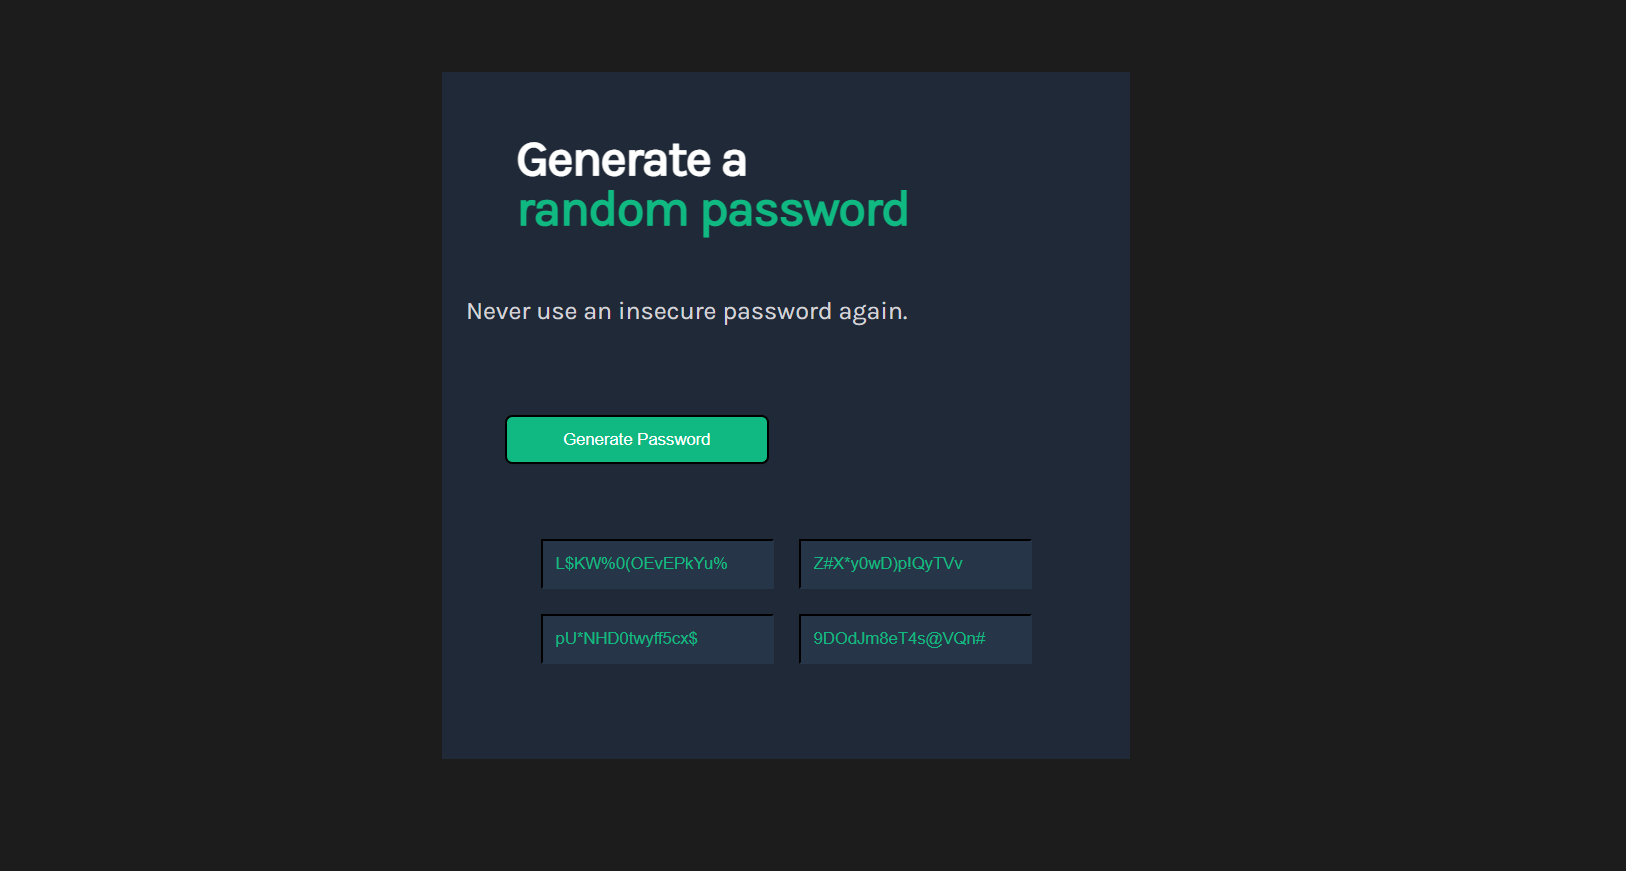 Generate a
random password
Never use an insecure password again.
Generate Password
L$KW%0(OEvEPkYu%
Z#X*y0wD)p!QyTVv
pU*NHD0twyff5cx$
9DOdJm8eT4s@VQn#